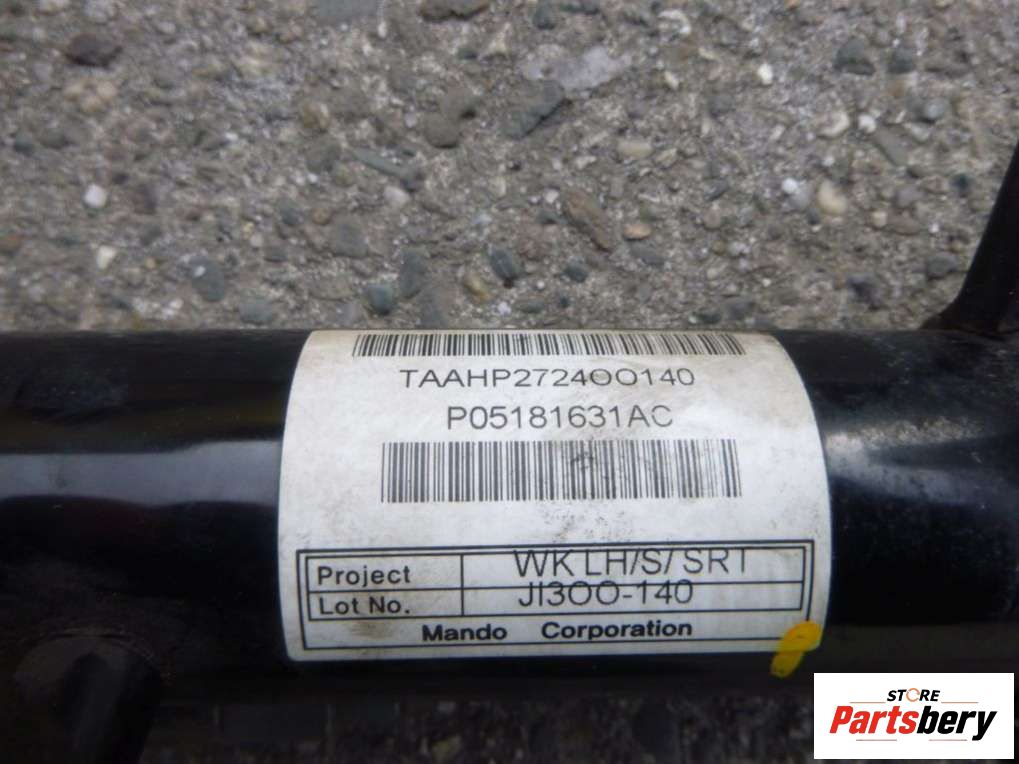 TAAHP2724OO140
P05181631AC
Project WK LH/S/ SRT
Lot No. JI3OO-140
Mando Corporation
STORE
Partsbery